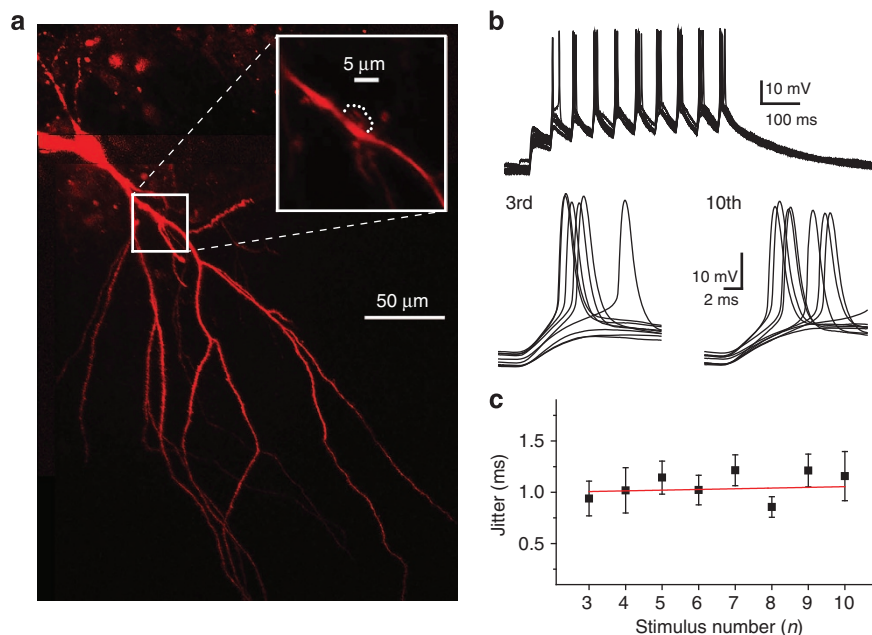 a
5 μm
50 μm
b
10 mV
100 ms
3rd
10th
10 mV
2 ms
c
Jitter (ms)
1.5
1.0
0.5
3 4 5 6 7 8 9 10
Stimulus number (n)